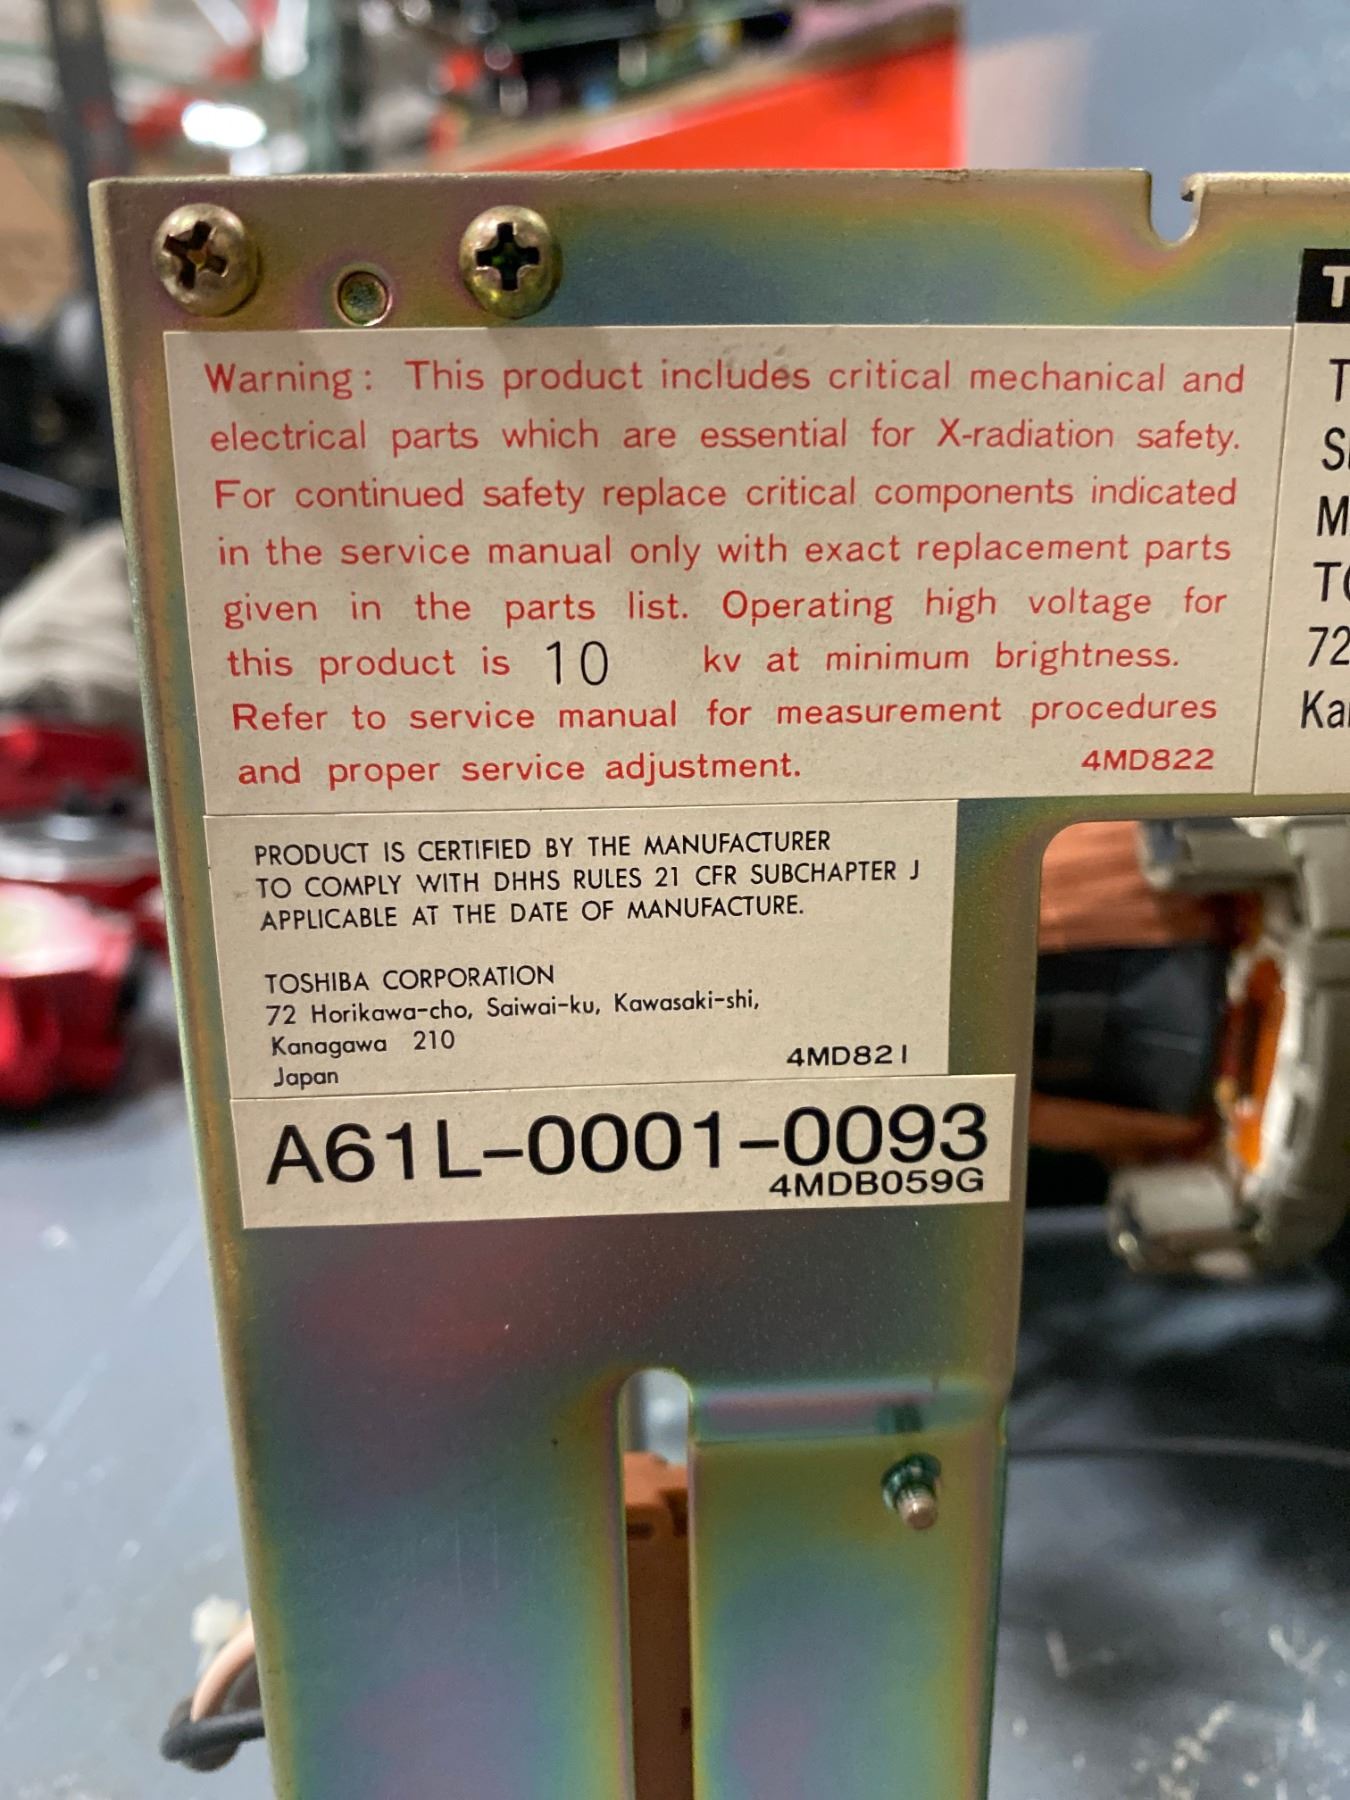 Warning: This product includes critical mechanical and
electrical parts which are essential for X-radiation safety.
For continued safety replace critical components indicated
in the service manual only with exact replacement parts
given in the parts list. Operating high voltage for
this product is 10 kv at minimum brightness.
Refer to service manual for measurement procedures
and proper service adjustment. 4MD822
PRODUCT IS CERTIFIED BY THE MANUFACTURER
TO COMPLY WITH DHHS RULES 21 CFR SUBCHAPTER J
APPLICABLE AT THE DATE OF MANUFACTURE.
TOSHIBA CORPORATION
72 Horikawa-cho, Saiwai-ku, Kawasaki-shi,
Kanagawa 210
Japan 4MD821
A61L-0001-0093
4MDB059G
72